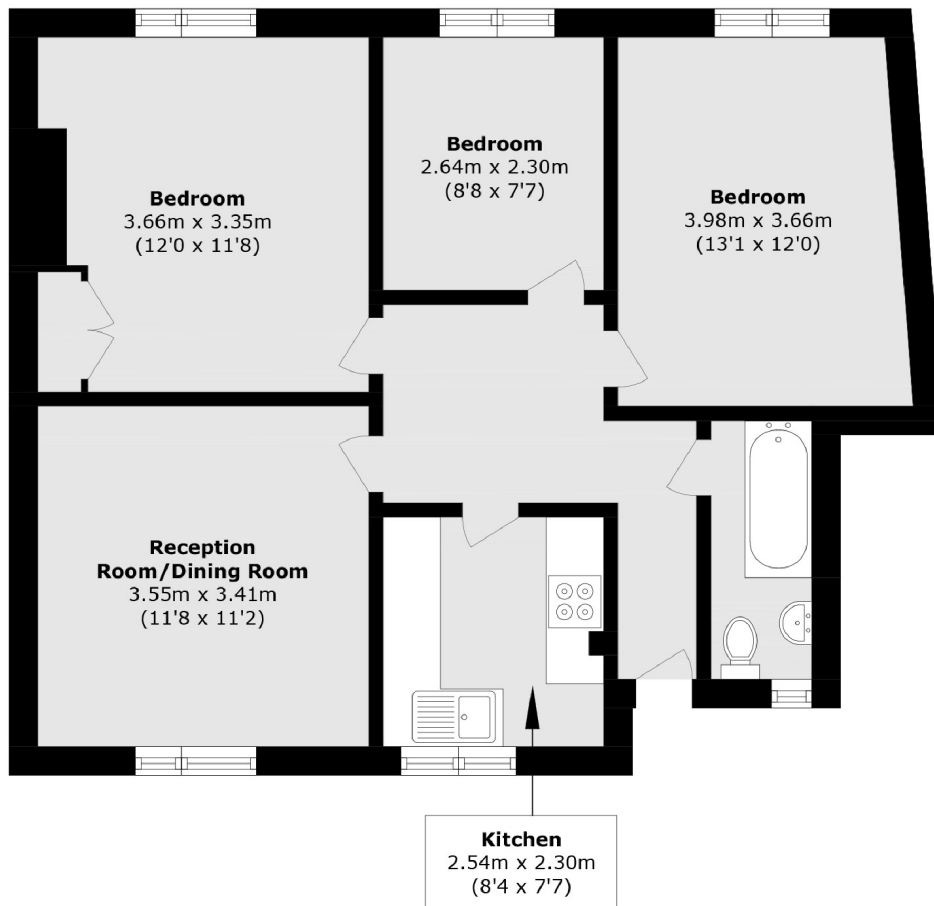 Bedroom
3.66m x 3.35m
(12'0 x 11'8)
Bedroom
2.64m x 2.30m
(8'8 x 7'7)
Bedroom
3.98m x 3.66m
(13'1 x 12'0)
Reception
Room/Dining Room
3.55m x 3.41m
(11'8 x 11'2)
Kitchen
2.54m x 2.30m
(8'4 x 7'7)